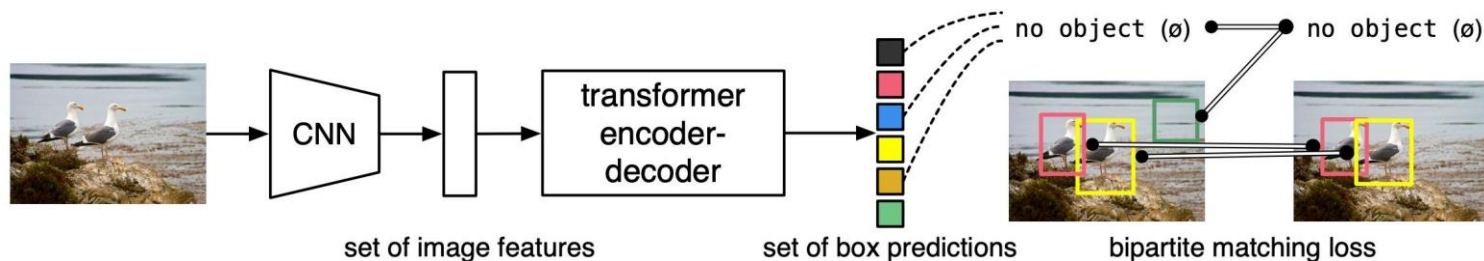 no object (ø)
no object (ø)
CNN
transformer
encoder-
decoder
set of image features
set of box predictions
bipartite matching loss